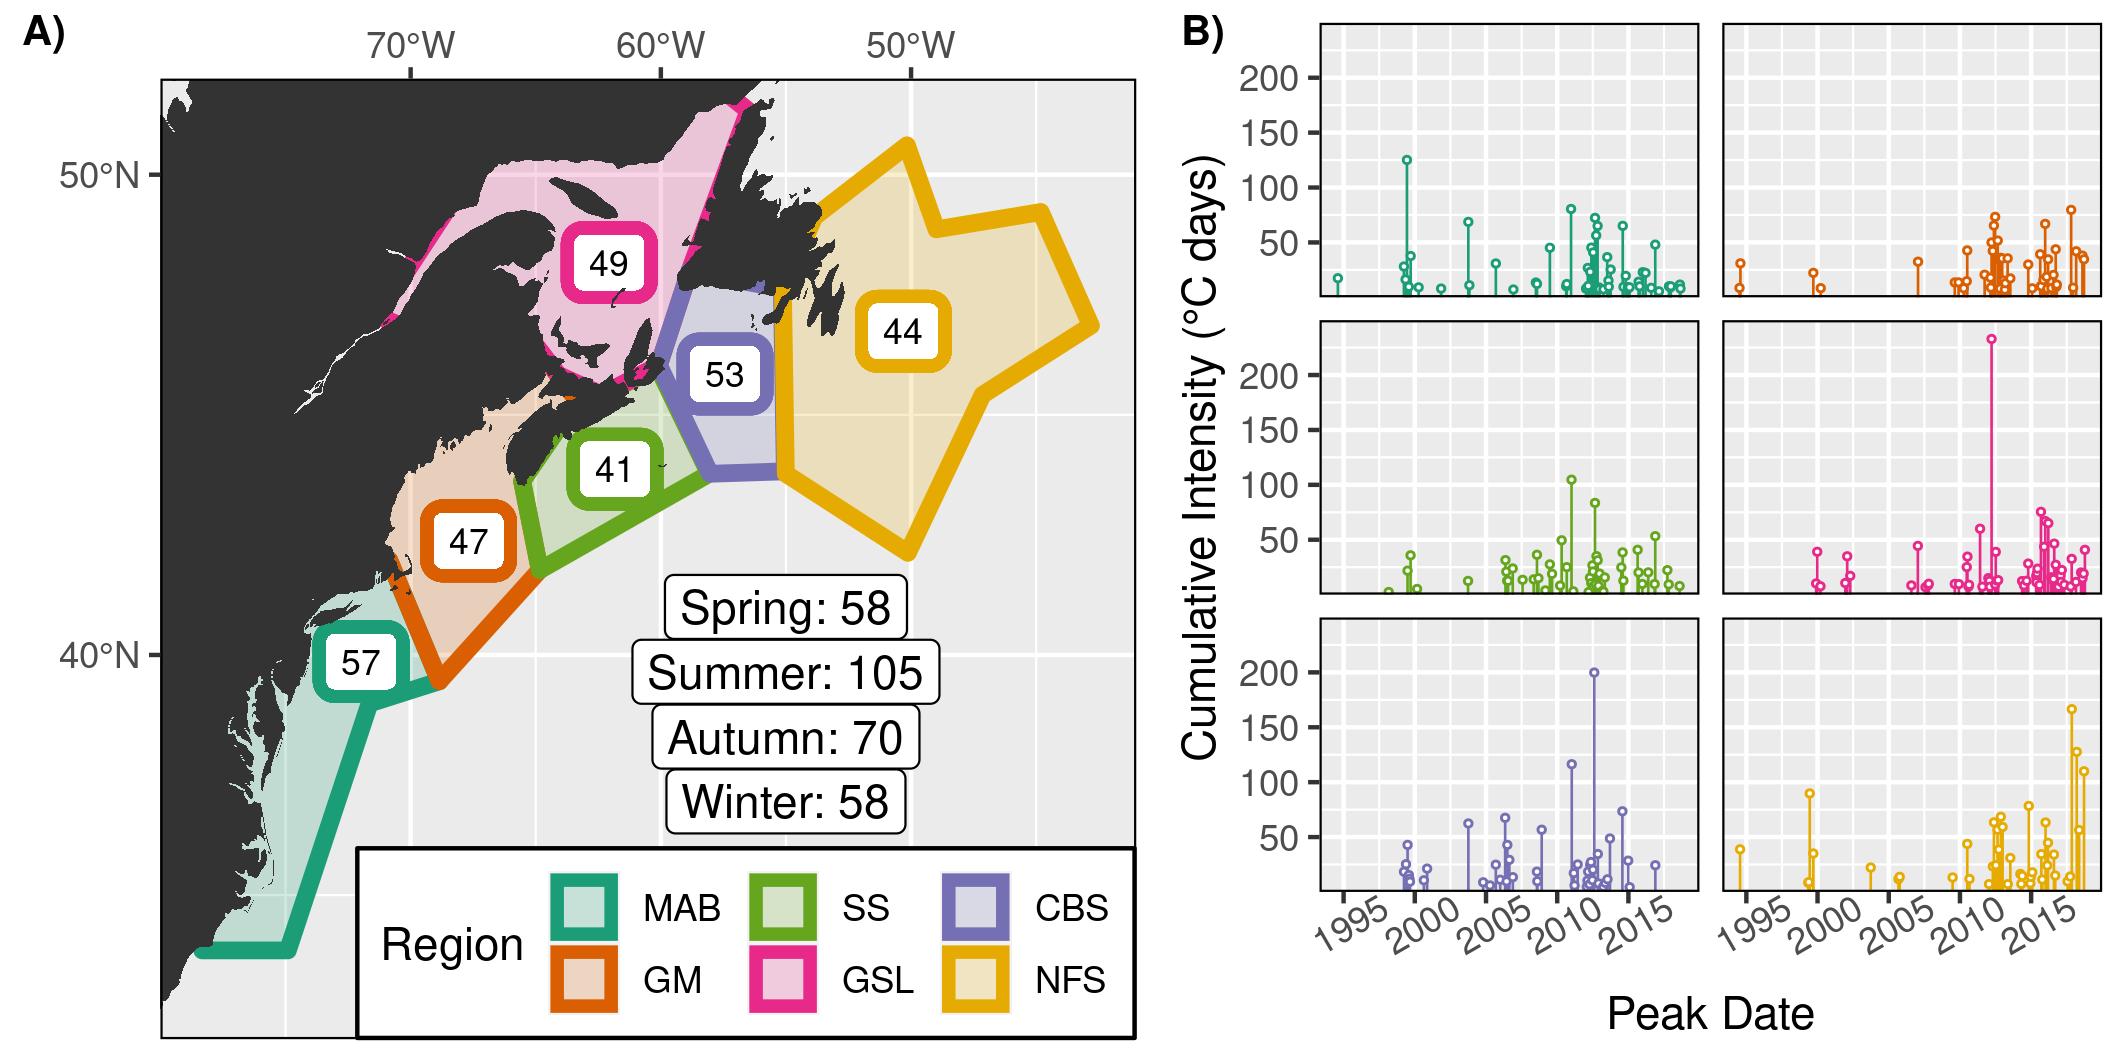 A)
70°W 60°W 50°W
50°N
40°N
49
44
53
41
47
57
Spring: 58
Summer: 105
Autumn: 70
Winter: 58
Region
MAB SS CBS
GM GSL NFS
B)
Cumulative Intensity (°C days)
200
150
100
50
200
150
100
50
200
150
100
50
1995 2000 2005 2010 2015
1995 2000 2005 2010 2015
Peak Date